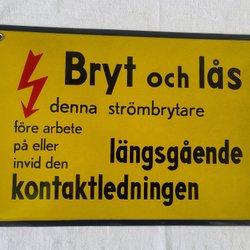 Bryt och lås
denna strömbrytare
före arbete
på eller
invid den
längsgående
kontaktledningen